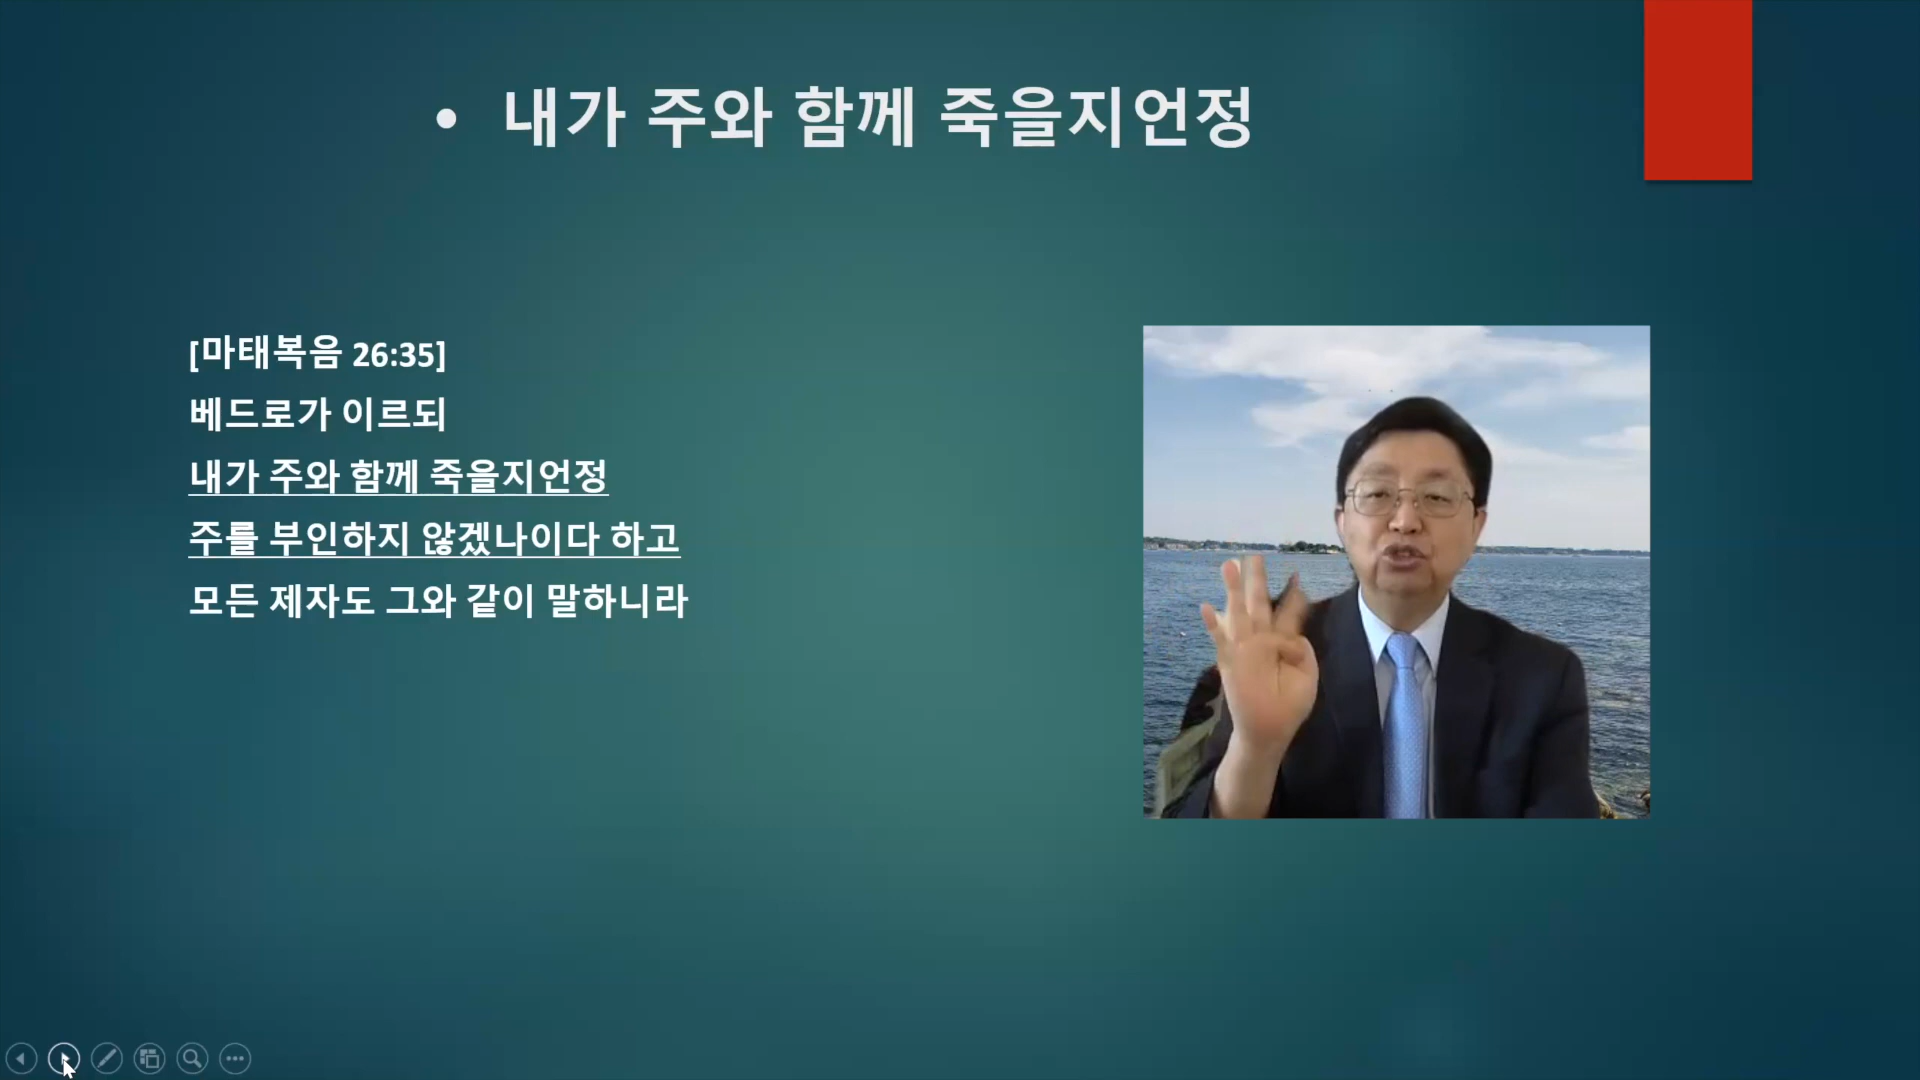 • 내가 주와 함께 죽을지언정
[마태복음 26:35]
베드로가 이르되
내가 주와 함께 죽을지언정
주를 부인하지 않겠나이다 하고
모든 제자도 그와 같이 말하니라